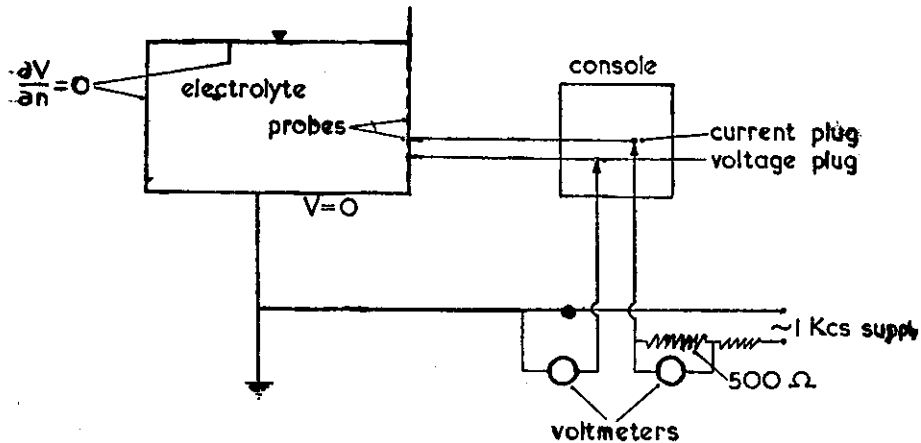 console
∂V/∂n=0
electrolyte
probes
current plug
voltage plug
V=0
~1 Kcs supply
500 Ω
voltmeters